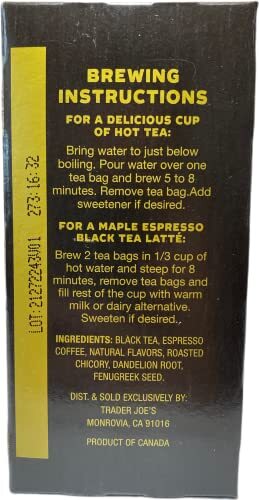 BREWING
INSTRUCTIONS
FOR A DELICIOUS CUP
OF HOT TEA:
Bring water to just below
boiling. Pour water over one
tea bag and brew 5 to 8
minutes. Remove tea bag.Add
sweetener if desired.
FOR A MAPLE ESPRESSO
BLACK TEA LATTÉ:
Brew 2 tea bags in 1/3 cup of
hot water and steep for 8
minutes, remove tea bags and
fill rest of the cup with warm
milk or dairy alternative.
Sweeten if desired..
INGREDIENTS: BLACK TEA, ESPRESSO
COFFEE, NATURAL FLAVORS, ROASTED
CHICORY, DANDELION ROOT,
FENUGREEK SEED.
DIST. & SOLD EXCLUSIVELY BY:
TRADER JOE'S
MONROVIA, CA 91016
PRODUCT OF CANADA
LOT: 21272243V01 273:16:32